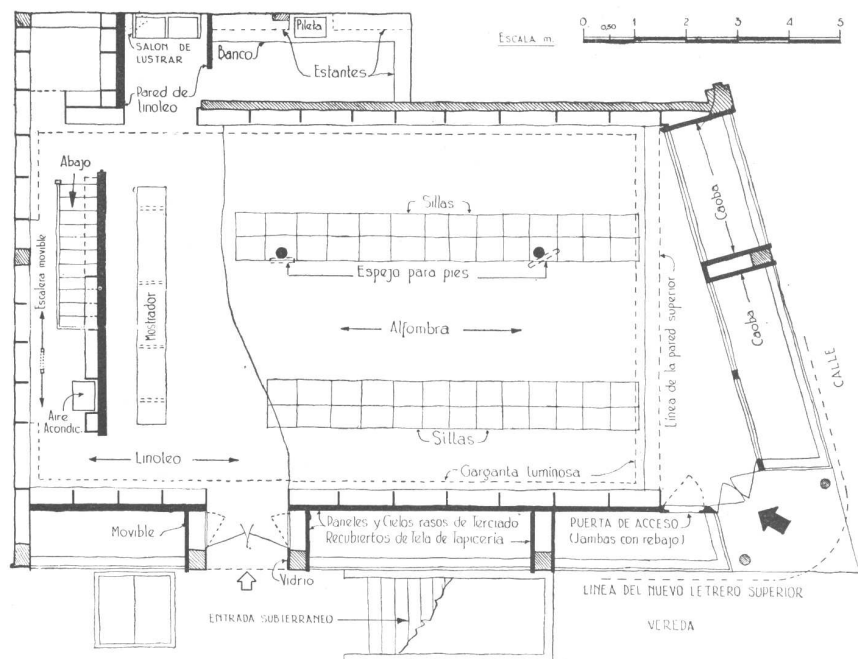 ESCALA m.
0 0,50 1 2 3 4 5
Pileta
SALON DE
LUSTRAR
Banco
Estantes
Pared de
linoleo
Abajo
Sillas
Caoba
Escalera movible
Espejo para pies
Mostrador
Alfombra
Línea de la pared superior
Caoba
CALLE
Aire
Acondic.
Sillas
Linoleo
Garganta luminosa
Movible
Paneles y Cielos rasos de Terciado
Recubiertos de Tela de Tapicería
PUERTA DE ACCESO
(Jambas con rebajo)
Vidrio
LINEA DEL NUEVO LETRERO SUPERIOR
ENTRADA SUBTERRÁNEO
VEREDA